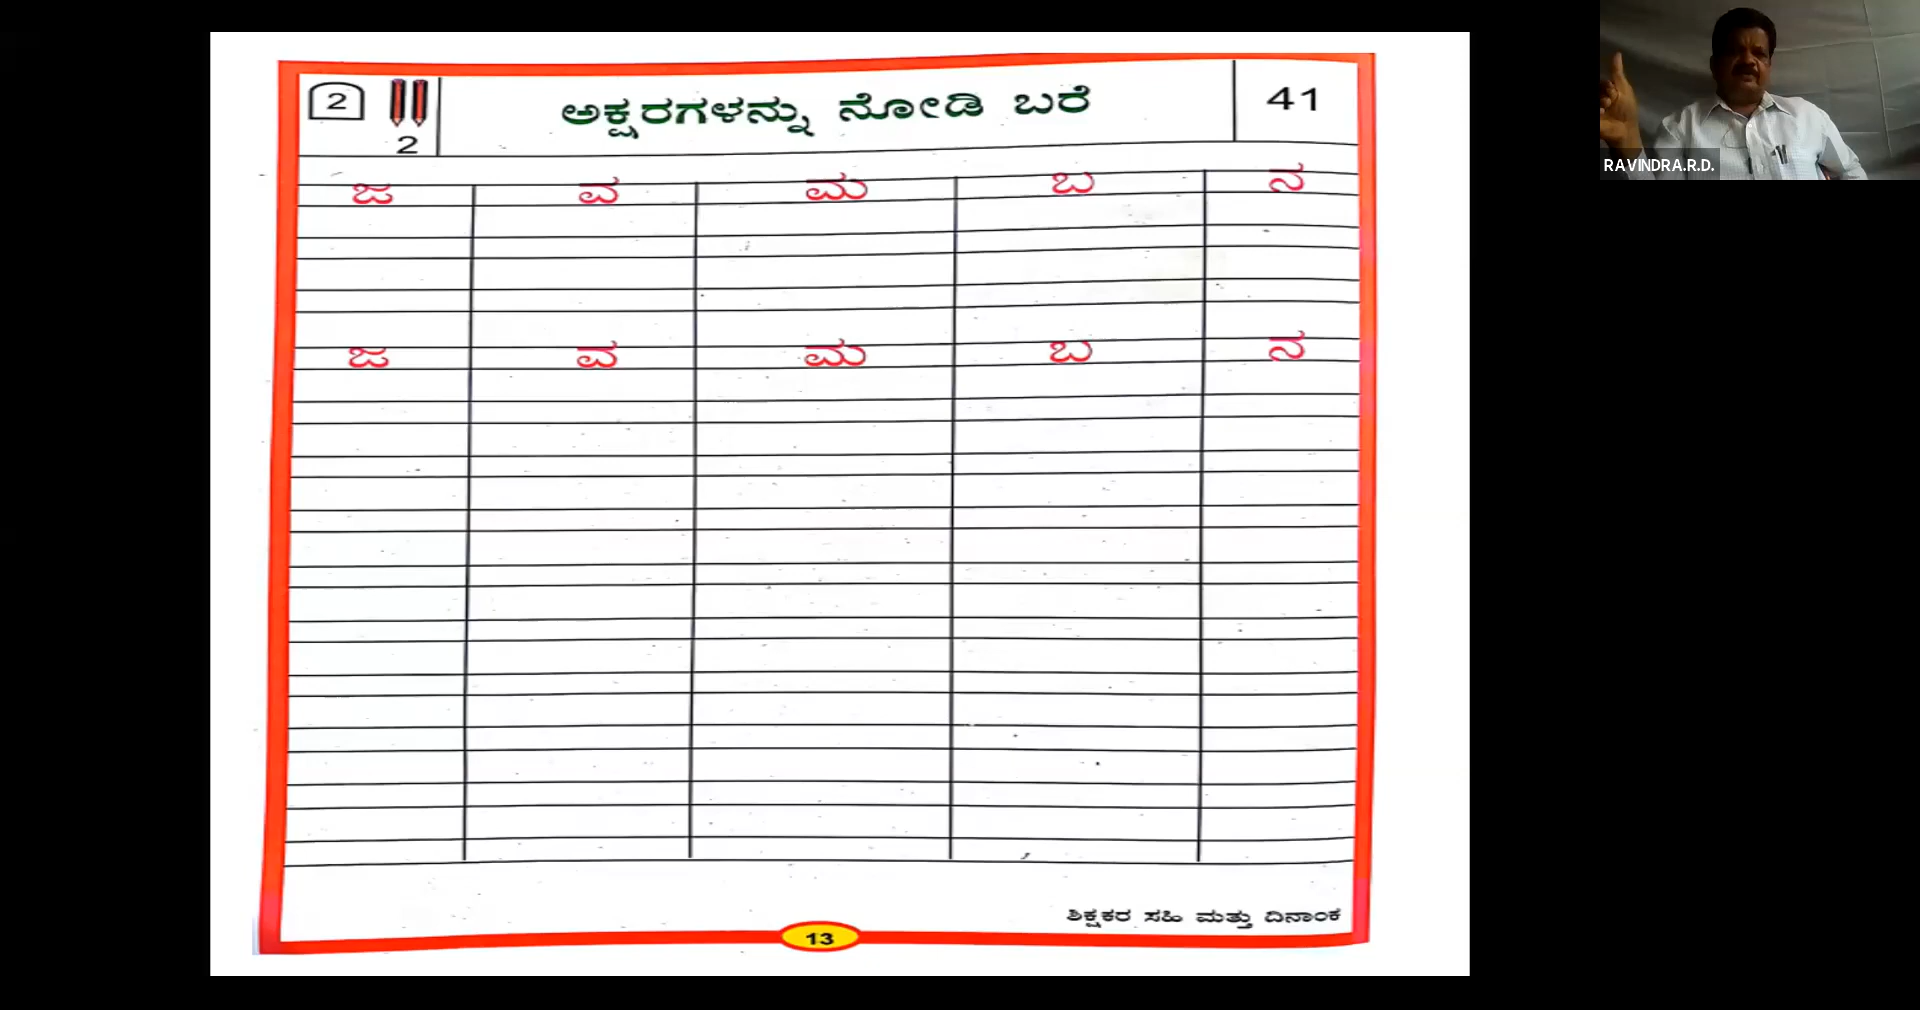 2
2
ಅಕ್ಷರಗಳನ್ನು ನೋಡಿ ಬರೆ
41
RAVINDRA.R.D.
ಜ ವ ಮ ಬ ನ
ಜ ವ ಮ ಬ ನ
ಶಿಕ್ಷಕರ ಸಹಿ ಮತ್ತು ದಿನಾಂಕ
13